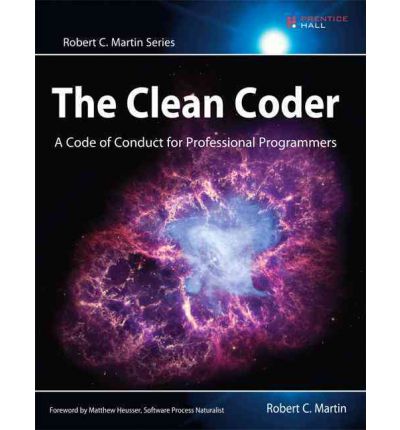 Robert C. Martin Series
PRENTICE
HALL
The Clean Coder
A Code of Conduct for Professional Programmers
Foreword by Matthew Heusser, Software Process Naturalist
Robert C. Martin